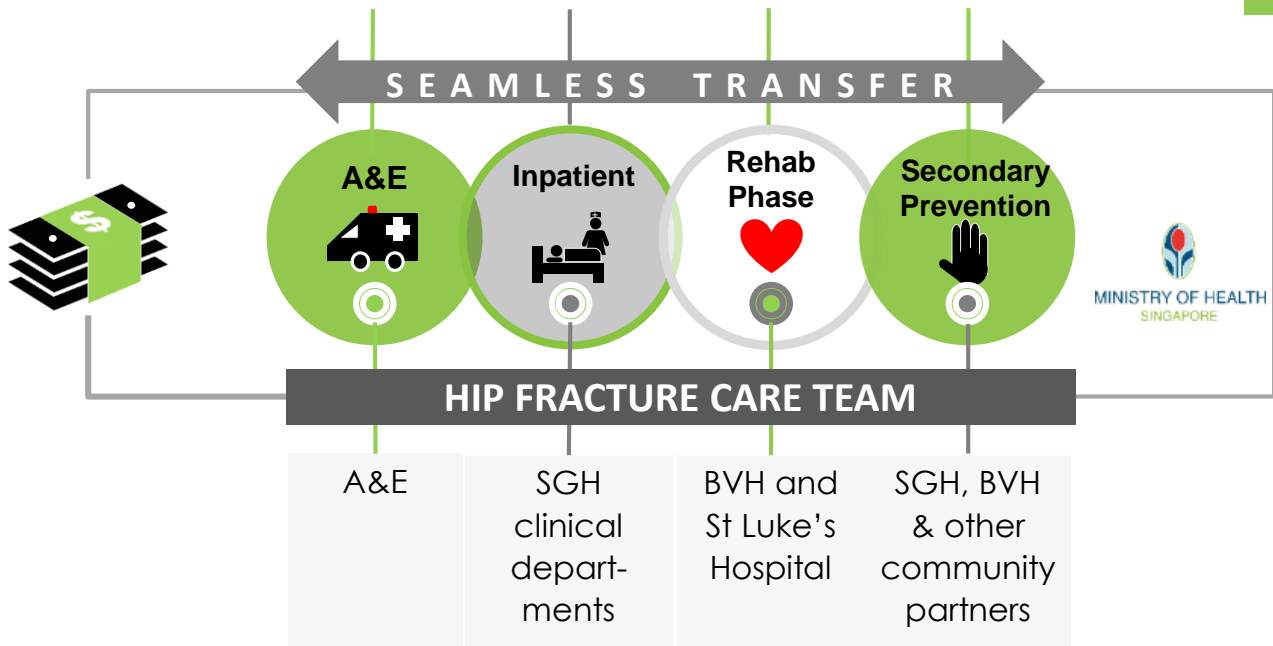 SEAMLESS TRANSFER
A&E
Inpatient
Rehab
Phase
Secondary
Prevention
$
MINISTRY OF HEALTH
SINGAPORE
HIP FRACTURE CARE TEAM
A&E
SGH
clinical
depart-
ments
BVH and
St Luke's
Hospital
SGH, BVH
& other
community
partners